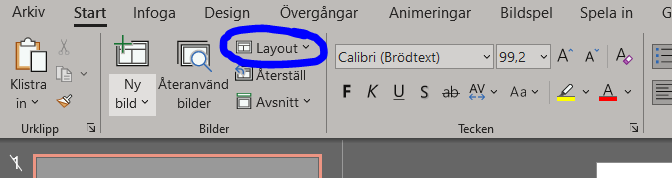 Start Infoga Design Övergångar Animeringar Bildspel Spela in G
Klistra in
Ny bild
Återanvänd bilder
Layout
Återställ
Avsnitt
Calibri (Brödtext) 99,2 A A A
F K U S ab AV Aa A
Urklipp Bilder Tecken
1